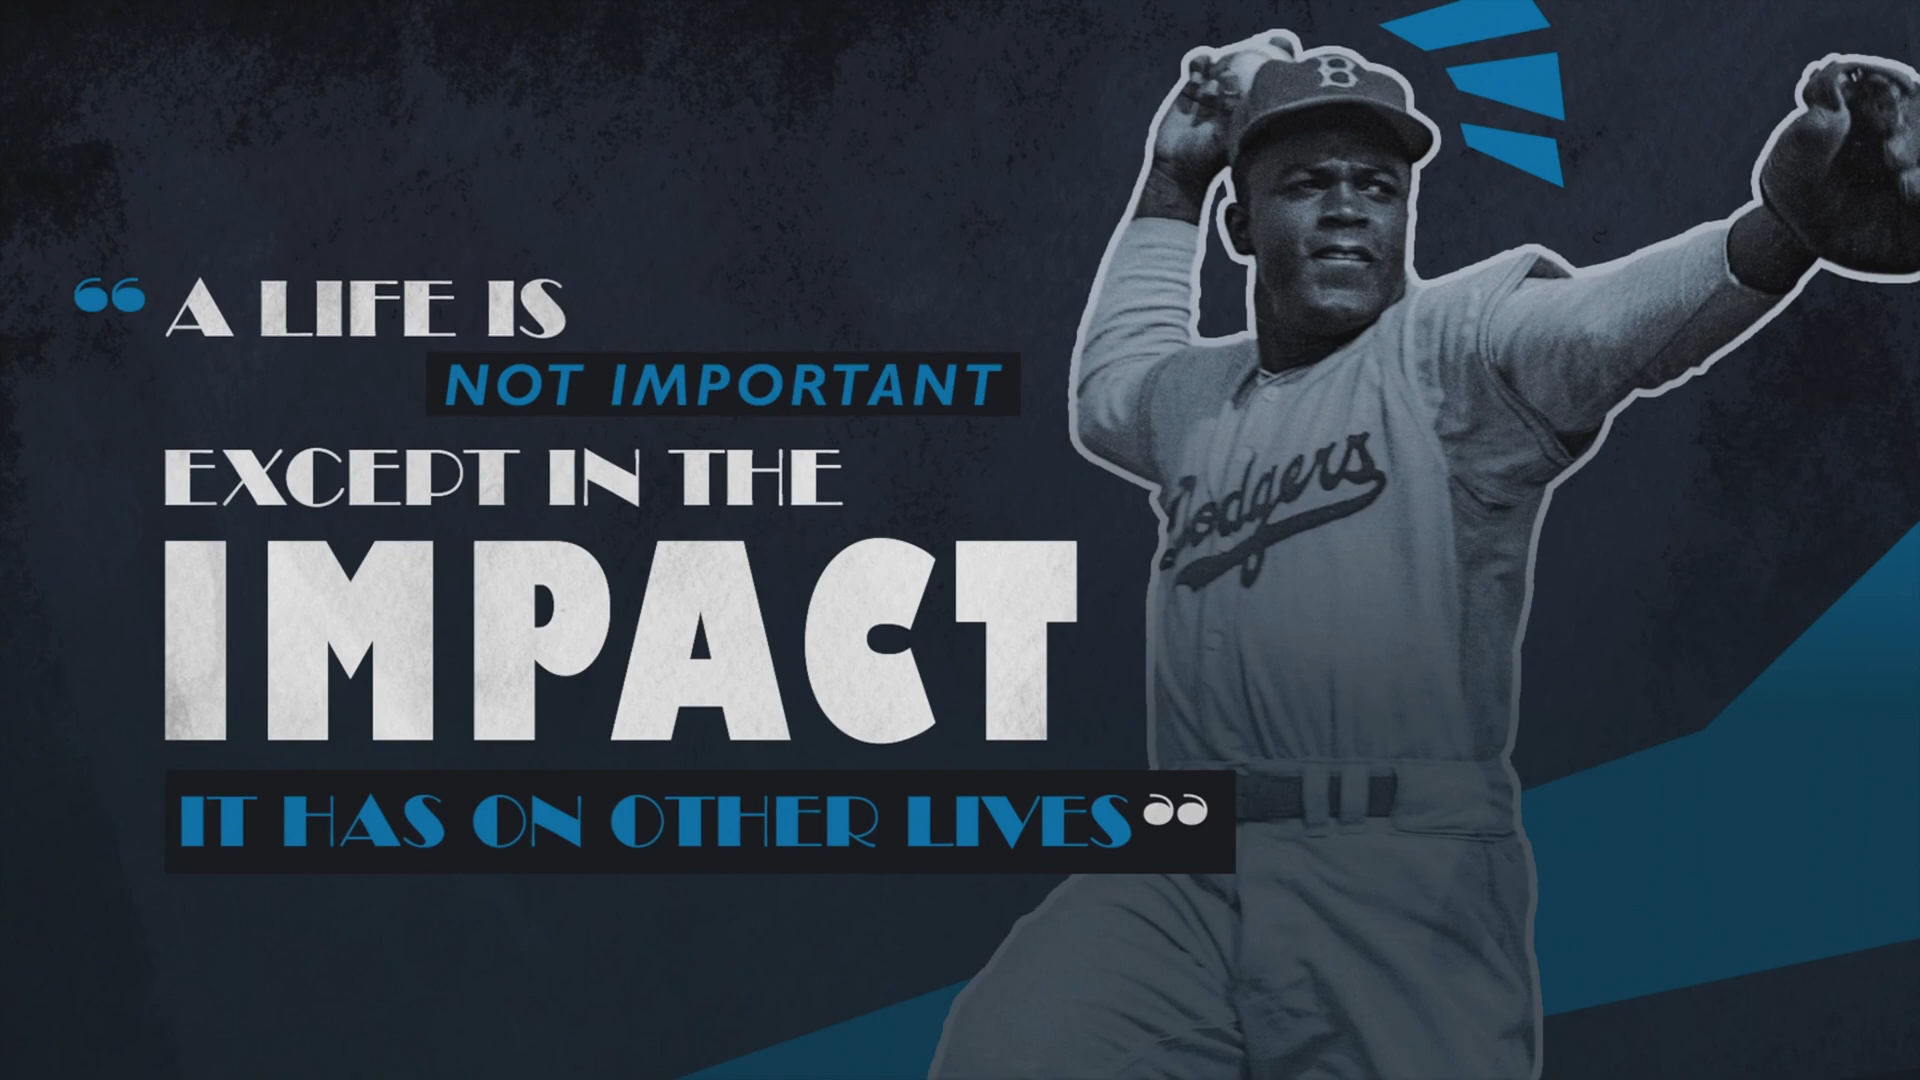 “A LIFE IS
NOT IMPORTANT
EXCEPT IN THE
IMPACT
IT HAS ON OTHER LIVES”
B
Dodgers